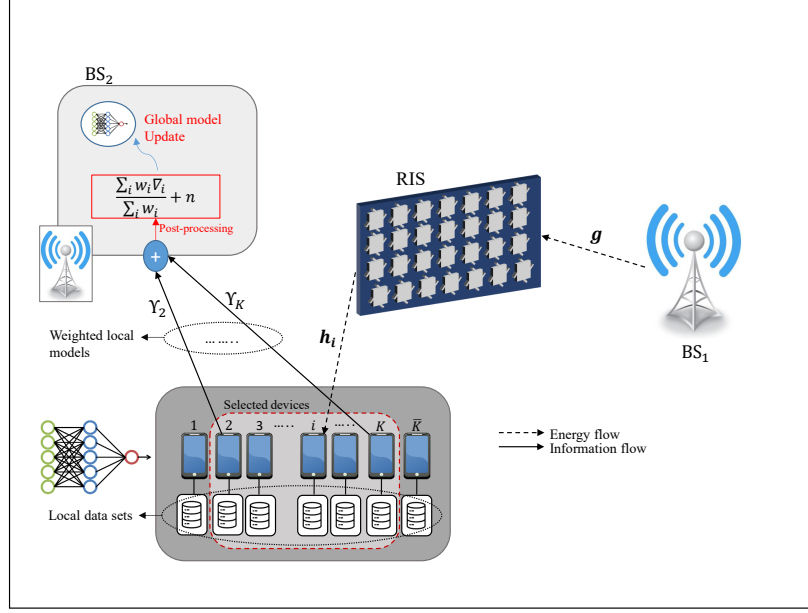 BS₂
Global model
Update
∑ᵢ wᵢ∇ᵢ
∑ᵢ wᵢ
+ n
Post-processing
+
RIS
g
BS₁
ϒ₂
ϒ_K
Weighted local
models
........
hᵢ
Selected devices
1 2 3 ..... i ..... K K̅
Energy flow
Information flow
Local data sets